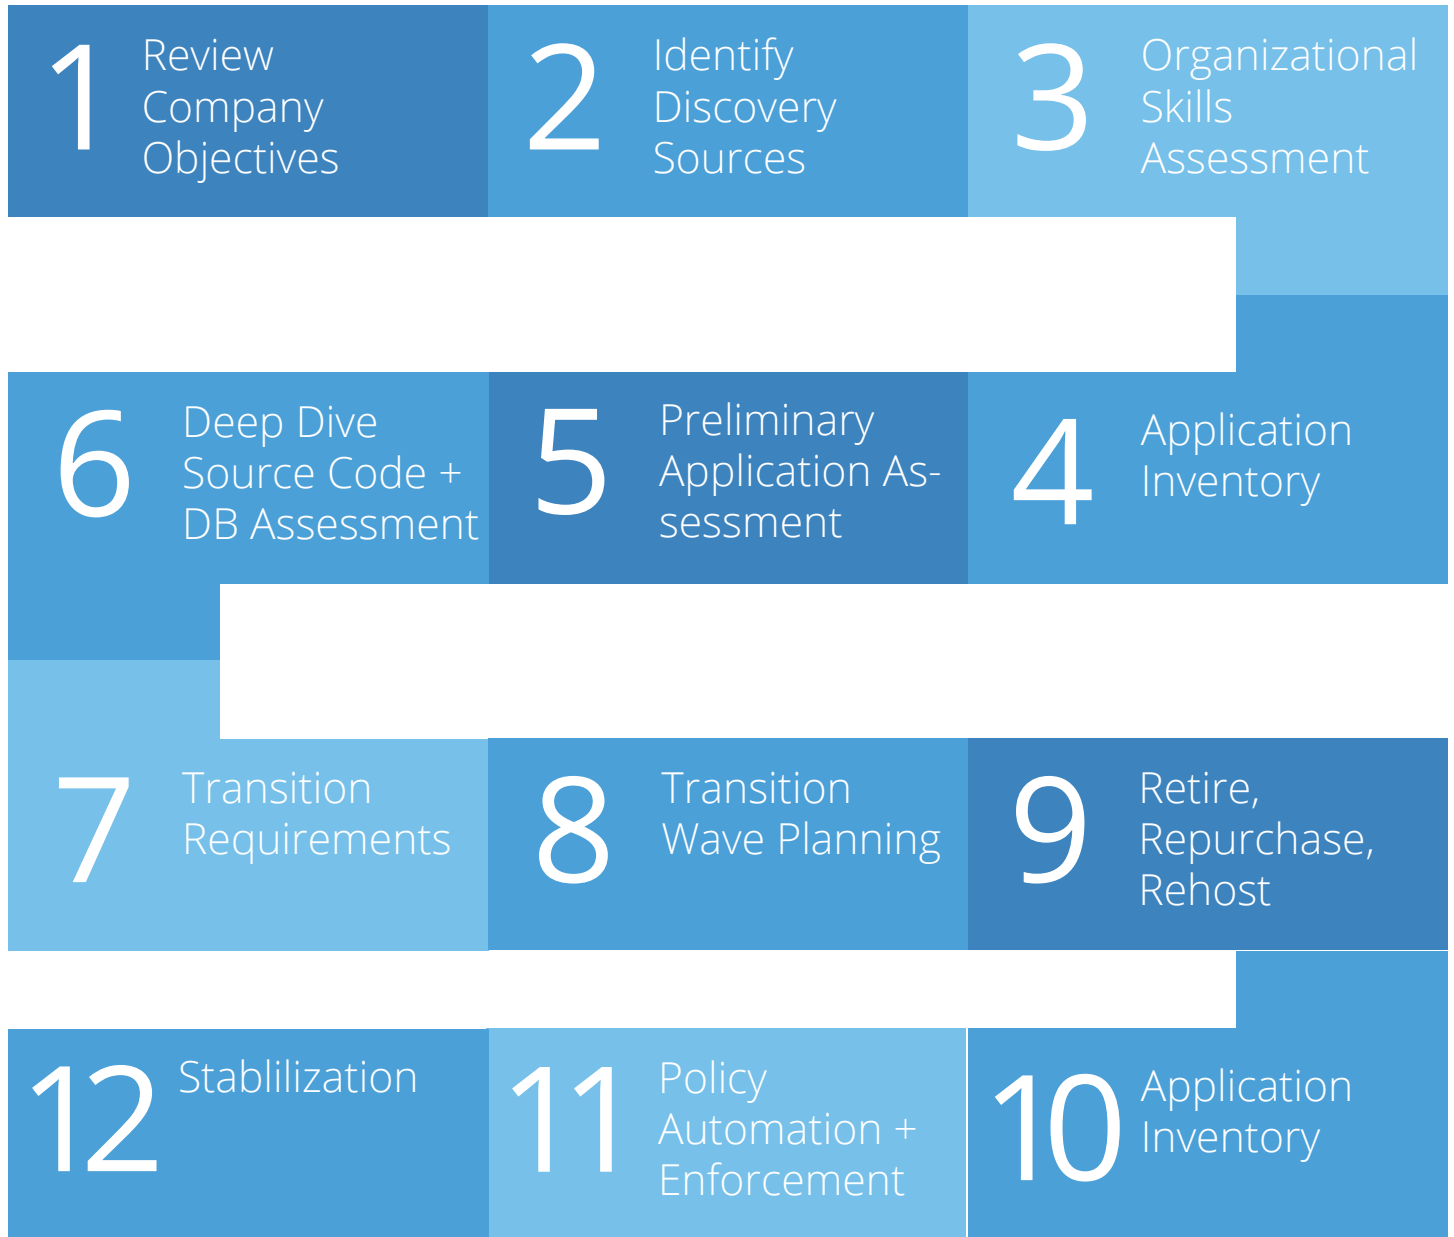 1
Review
Company
Objectives
2
Identify
Discovery
Sources
3
Organizational
Skills
Assessment
4
Application
Inventory
5
Preliminary
Application As-
sessment
6
Deep Dive
Source Code +
DB Assessment
7
Transition
Requirements
8
Transition
Wave Planning
9
Retire,
Repurchase,
Rehost
10
Application
Inventory
11
Policy
Automation +
Enforcement
12
Stablilization